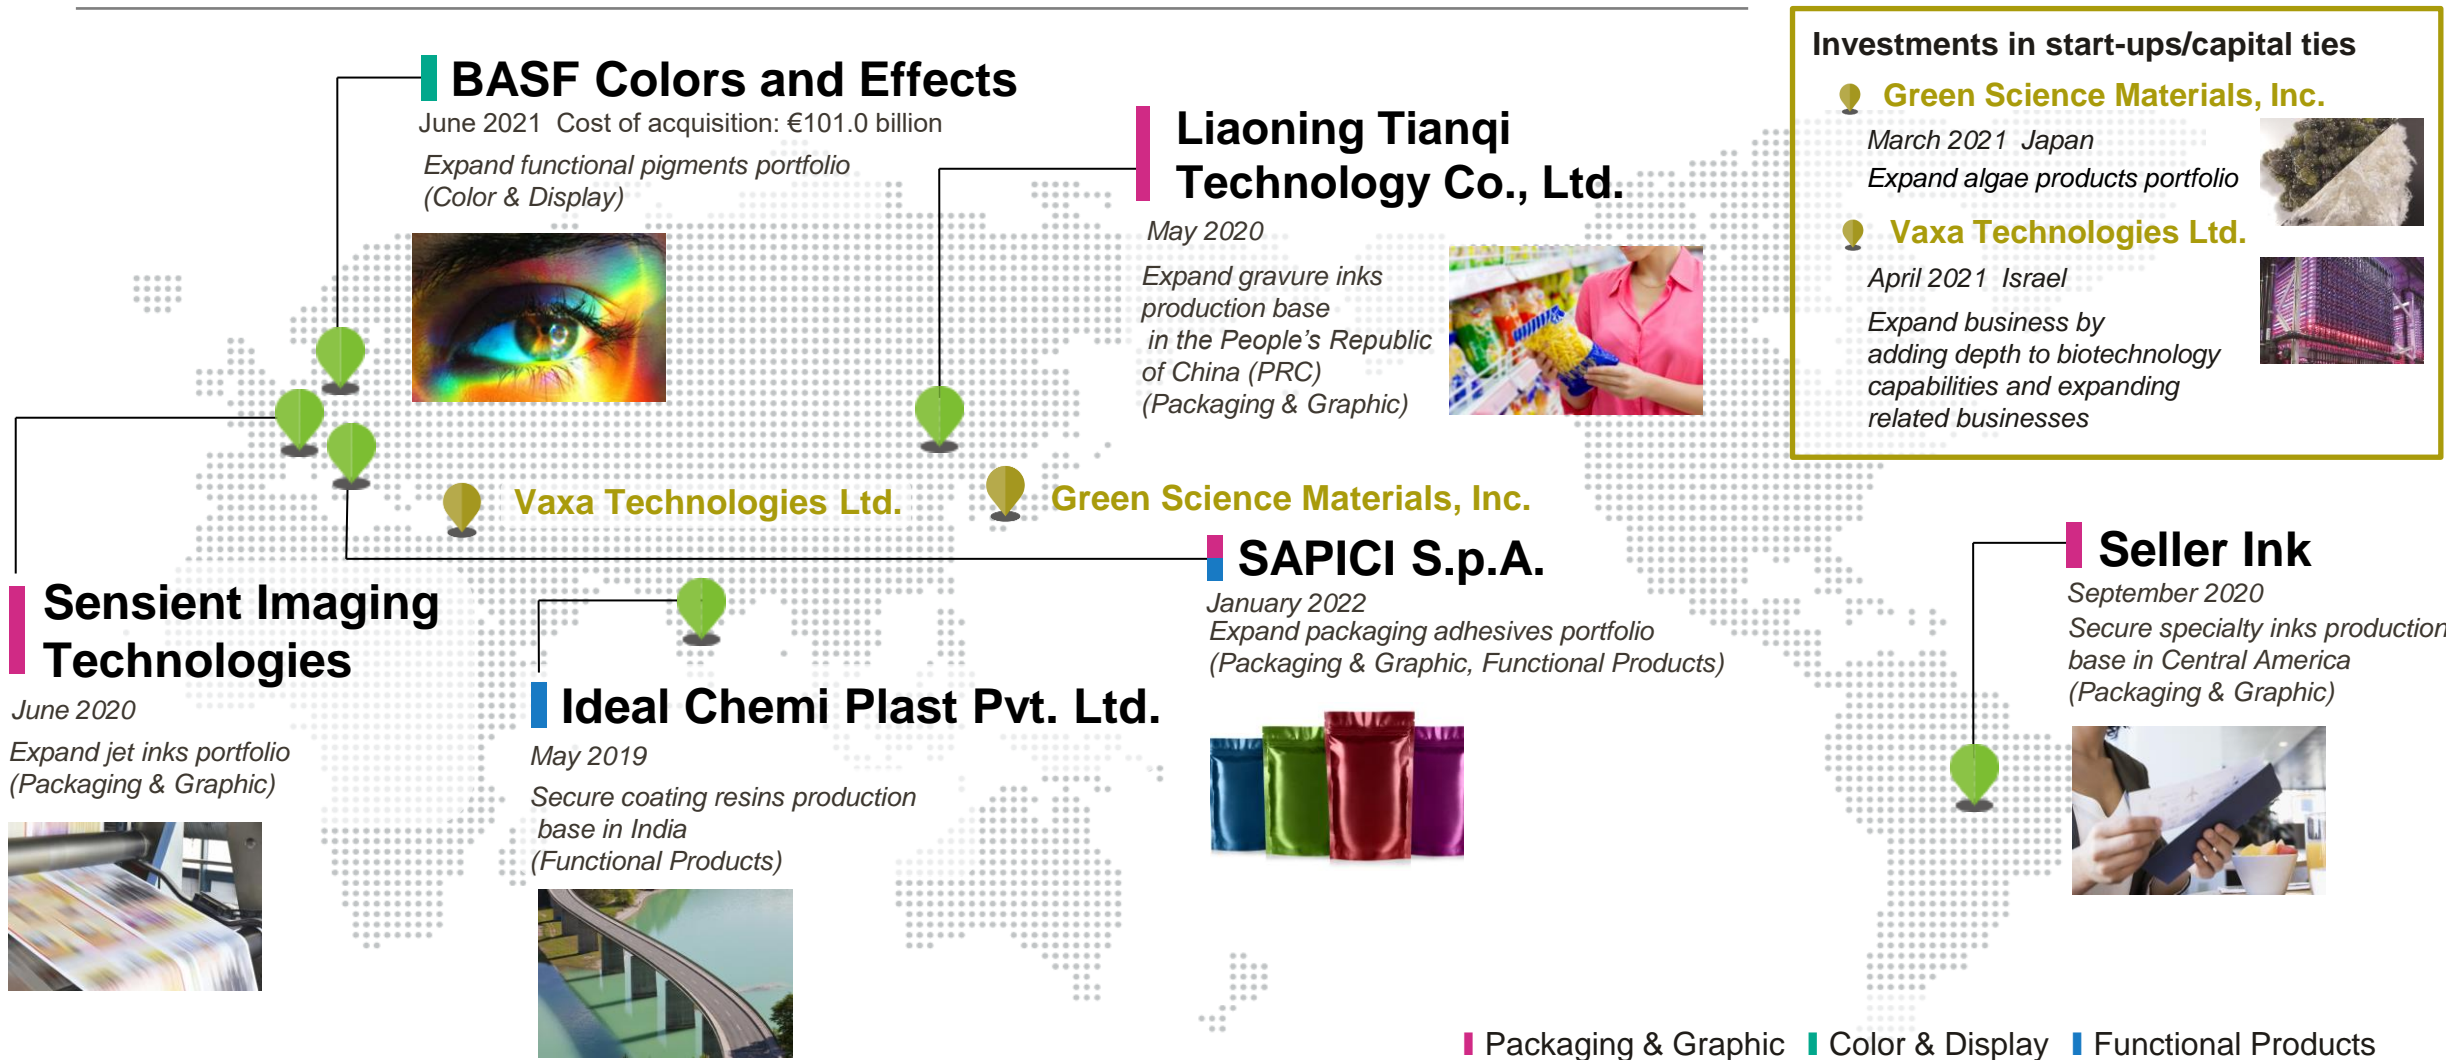 BASF Colors and Effects
June 2021  Cost of acquisition: €101.0 billion
Expand functional pigments portfolio
(Color & Display)
Liaoning Tianqi
Technology Co., Ltd.
May 2020
Expand gravure inks
production base
in the People’s Republic
of China (PRC)
(Packaging & Graphic)
Investments in start-ups/capital ties
Green Science Materials, Inc.
March 2021  Japan
Expand algae products portfolio
Vaxa Technologies Ltd.
April 2021  Israel
Expand business by
adding depth to biotechnology
capabilities and expanding
related businesses
Vaxa Technologies Ltd.
Green Science Materials, Inc.
Sensient Imaging
Technologies
June 2020
Expand jet inks portfolio
(Packaging & Graphic)
Ideal Chemi Plast Pvt. Ltd.
May 2019
Secure coating resins production
base in India
(Functional Products)
SAPICI S.p.A.
January 2022
Expand packaging adhesives portfolio
(Packaging & Graphic, Functional Products)
Seller Ink
September 2020
Secure specialty inks production
base in Central America
(Packaging & Graphic)
Packaging & Graphic  Color & Display  Functional Products